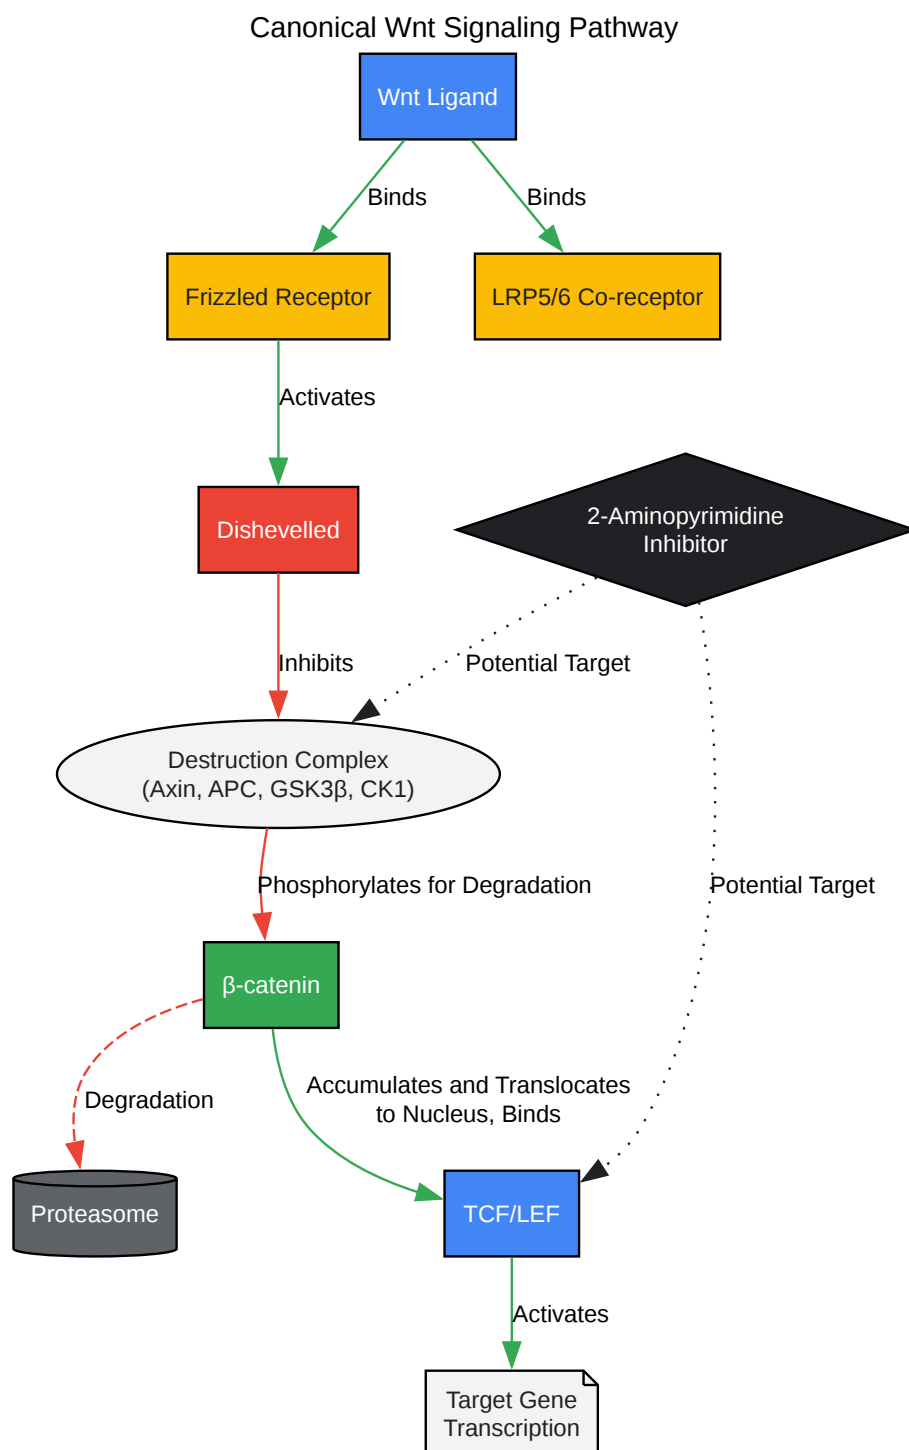 Canonical Wnt Signaling Pathway
Wnt Ligand
Binds
Binds
Frizzled Receptor
LRP5/6 Co-receptor
Activates
Dishevelled
2-Aminopyrimidine
Inhibitor
Inhibits
Potential Target
Destruction Complex
(Axin, APC, GSK3β, CK1)
Phosphorylates for Degradation
Potential Target
β-catenin
Degradation
Accumulates and Translocates
to Nucleus, Binds
Proteasome
TCF/LEF
Activates
Target Gene
Transcription